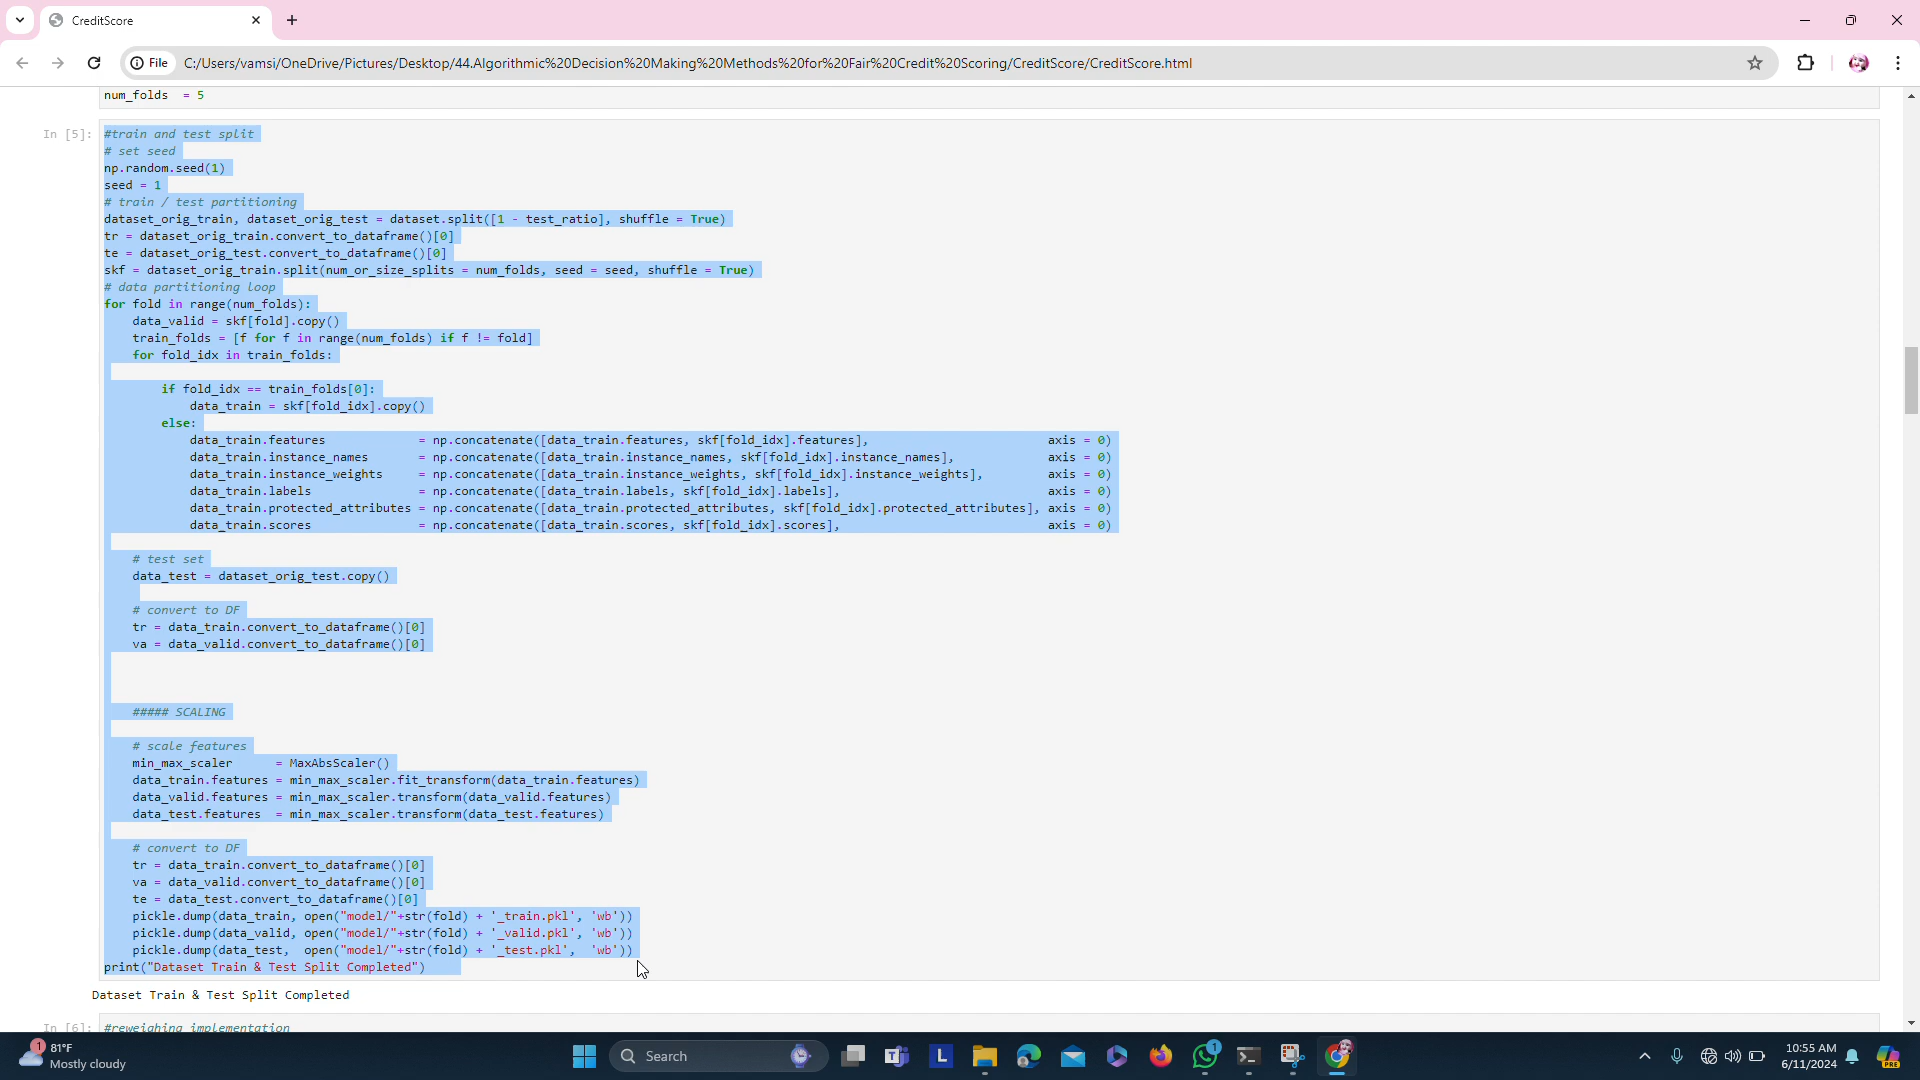 CreditScore
File
C:/Users/vamsi/OneDrive/Pictures/Desktop/44.Algorithmic%20Decision%20Making%20Methods%20for%20Fair%20Credit%20Scoring/CreditScore/CreditScore.html
num_folds  = 5
In [5]:
#train and test split
# set seed
np.random.seed(1)
seed = 1
# train / test partitioning
dataset_orig_train, dataset_orig_test = dataset.split([1 - test_ratio], shuffle = True)
tr = dataset_orig_train.convert_to_dataframe()[0]
te = dataset_orig_test.convert_to_dataframe()[0]
skf = dataset_orig_train.split(num_or_size_splits = num_folds, seed = seed, shuffle = True)
# data partitioning loop
for fold in range(num_folds):
    data_valid = skf[fold].copy()
    train_folds = [f for f in range(num_folds) if f != fold]
    for fold_idx in train_folds:
        if fold_idx == train_folds[0]:
            data_train = skf[fold_idx].copy()
        else:
            data_train.features             = np.concatenate([data_train.features, skf[fold_idx].features],                         axis = 0)
            data_train.instance_names       = np.concatenate([data_train.instance_names, skf[fold_idx].instance_names],             axis = 0)
            data_train.instance_weights     = np.concatenate([data_train.instance_weights, skf[fold_idx].instance_weights],         axis = 0)
            data_train.labels               = np.concatenate([data_train.labels, skf[fold_idx].labels],                             axis = 0)
            data_train.protected_attributes = np.concatenate([data_train.protected_attributes, skf[fold_idx].protected_attributes], axis = 0)
            data_train.scores               = np.concatenate([data_train.scores, skf[fold_idx].scores],                             axis = 0)
    # test set
    data_test = dataset_orig_test.copy()
    # convert to DF
    tr = data_train.convert_to_dataframe()[0]
    va = data_valid.convert_to_dataframe()[0]
    ##### SCALING
    # scale features
    min_max_scaler      = MaxAbsScaler()
    data_train.features = min_max_scaler.fit_transform(data_train.features)
    data_valid.features = min_max_scaler.transform(data_valid.features)
    data_test.features  = min_max_scaler.transform(data_test.features)
    # convert to DF
    tr = data_train.convert_to_dataframe()[0]
    va = data_valid.convert_to_dataframe()[0]
    te = data_test.convert_to_dataframe()[0]
    pickle.dump(data_train, open("model/"+str(fold) + '_train.pkl', 'wb'))
    pickle.dump(data_valid, open("model/"+str(fold) + '_valid.pkl', 'wb'))
    pickle.dump(data_test,  open("model/"+str(fold) + '_test.pkl',  'wb'))
print("Dataset Train & Test Split Completed")
Dataset Train & Test Split Completed
In [6]:
#reweighing implementation
1
81°F
Mostly cloudy
Search
L
1
PRE
10:55 AM
6/11/2024